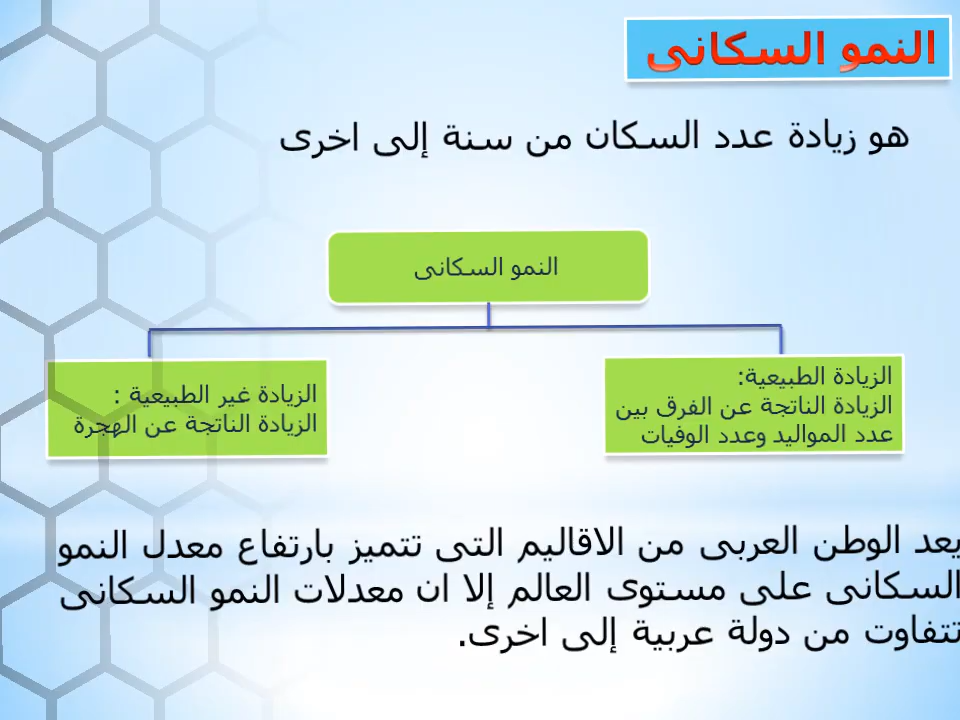 النمو السكانى
هو زيادة عدد السكان من سنة إلى اخرى
النمو السكانى
الزيادة الطبيعية:
الزيادة الناتجة عن الفرق بين
عدد المواليد وعدد الوفيات
الزيادة غير الطبيعية :
الزيادة الناتجة عن الهجرة
يعد الوطن العربى من الاقاليم التى تتميز بارتفاع معدل النمو
السكانى على مستوى العالم إلا ان معدلات النمو السكانى
تتفاوت من دولة عربية إلى اخرى.